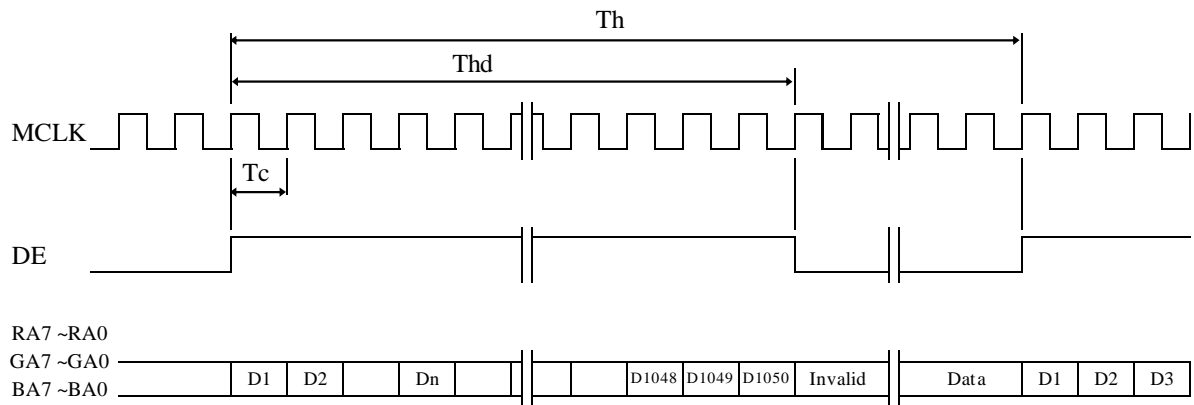 Th
Thd
MCLK
Tc
DE
RA7 ~RA0
GA7 ~GA0
BA7 ~BA0
D1 D2 Dn D1048 D1049 D1050 Invalid Data D1 D2 D3